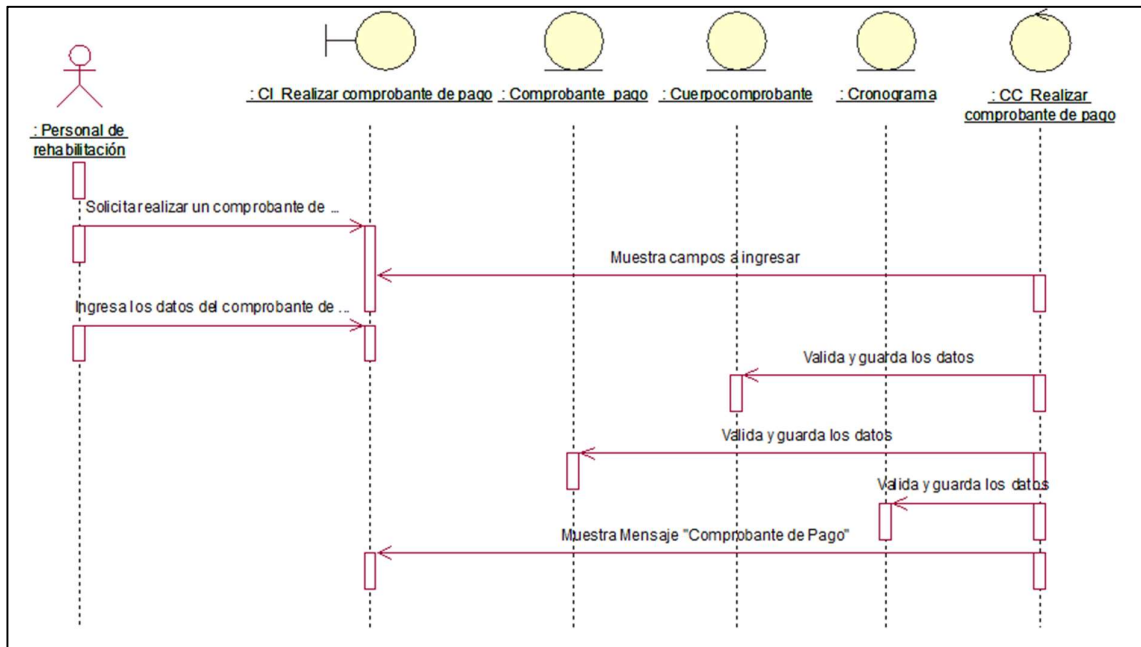 : CI_Realizar comprobante de pago
: Comprobante_pago
: Cuerpocomprobante
: Cronograma
: CC_Realizar
comprobante de pago
: Personal de
rehabilitación
Solicita realizar un comprobante de ...
Muestra campos a ingresar
Ingresa los datos del comprobante de ...
Valida y guarda los datos
Valida y guarda los datos
Valida y guarda los datos
Muestra Mensaje "Comprobante de Pago"